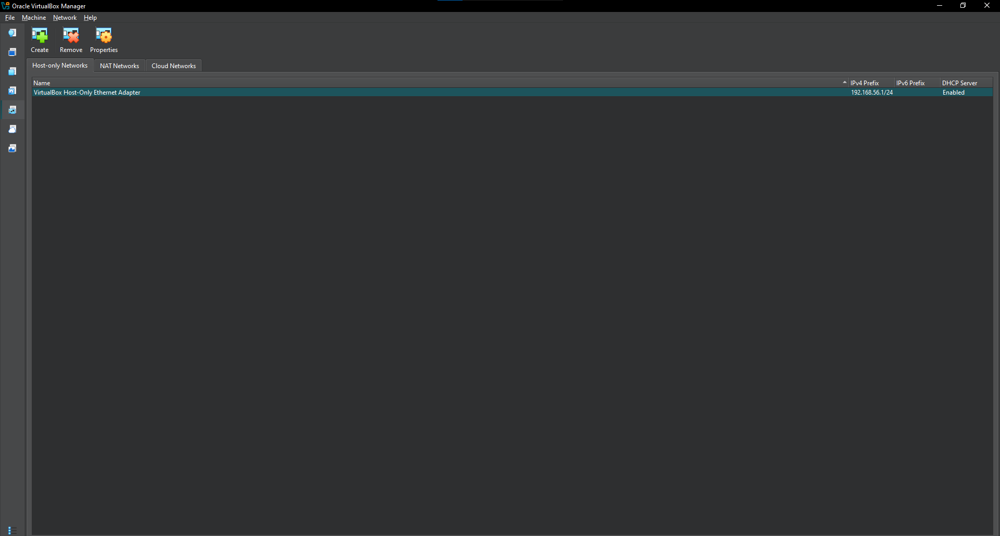 Oracle VirtualBox Manager
File Machine Network Help
Create Remove Properties
Host-only Networks NAT Networks Cloud Networks
Name IPv4 Prefix IPv6 Prefix DHCP Server
VirtualBox Host-Only Ethernet Adapter 192.168.56.1/24 Enabled